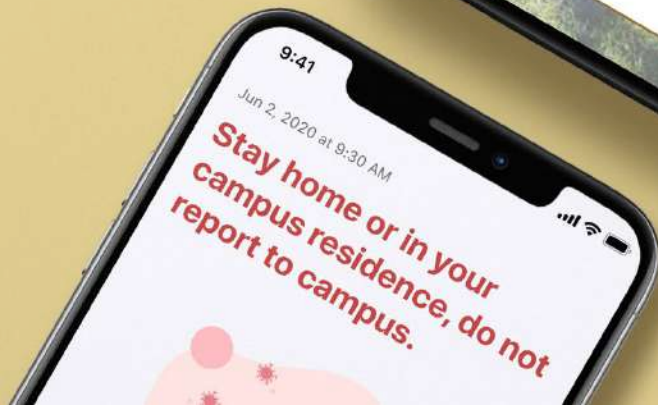 9:41
Jun 2, 2020 at 9:30 AM
Stay home or in your
campus residence, do not
report to campus.